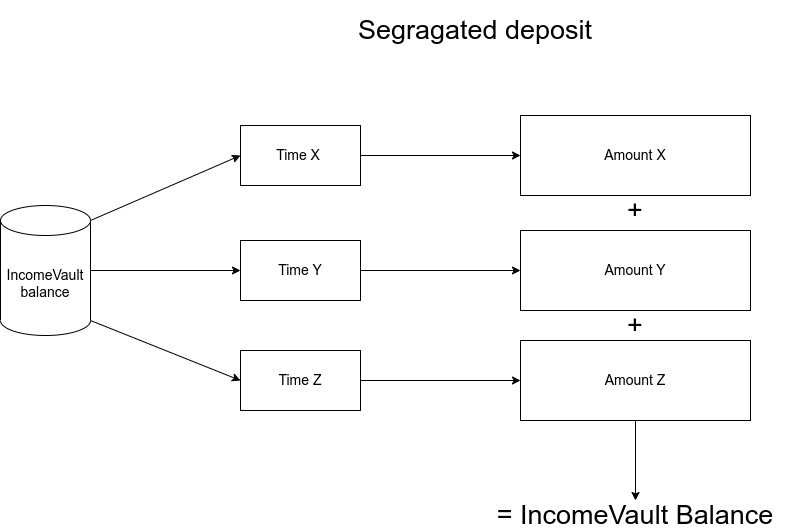 Segragated deposit
Time X
Amount X
+
IncomeVault
balance
Time Y
Amount Y
+
Time Z
Amount Z
= IncomeVault Balance